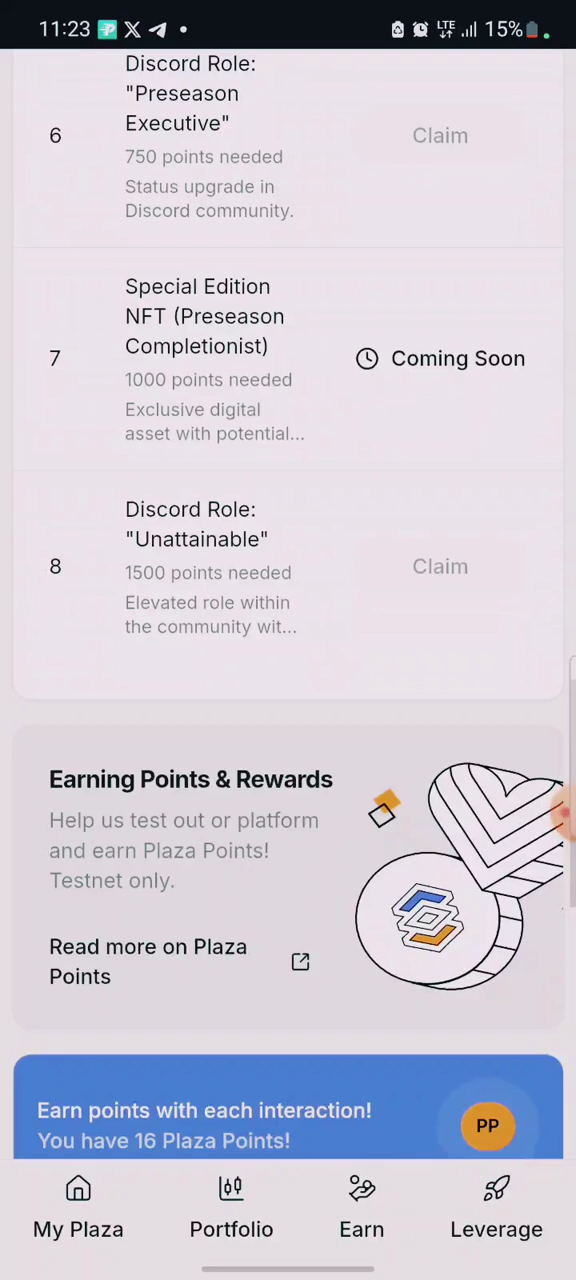 11:23
LTE
15%
Discord Role:
"Preseason
Executive"
6
Claim
750 points needed
Status upgrade in
Discord community.
Special Edition
NFT (Preseason
Completionist)
7
Coming Soon
1000 points needed
Exclusive digital
asset with potential...
Discord Role:
"Unattainable"
8
Claim
1500 points needed
Elevated role within
the community wit...
Earning Points & Rewards
Help us test out or platform
and earn Plaza Points!
Testnet only.
Read more on Plaza
Points
Earn points with each interaction!
You have 16 Plaza Points!
PP
My Plaza
Portfolio
Earn
Leverage